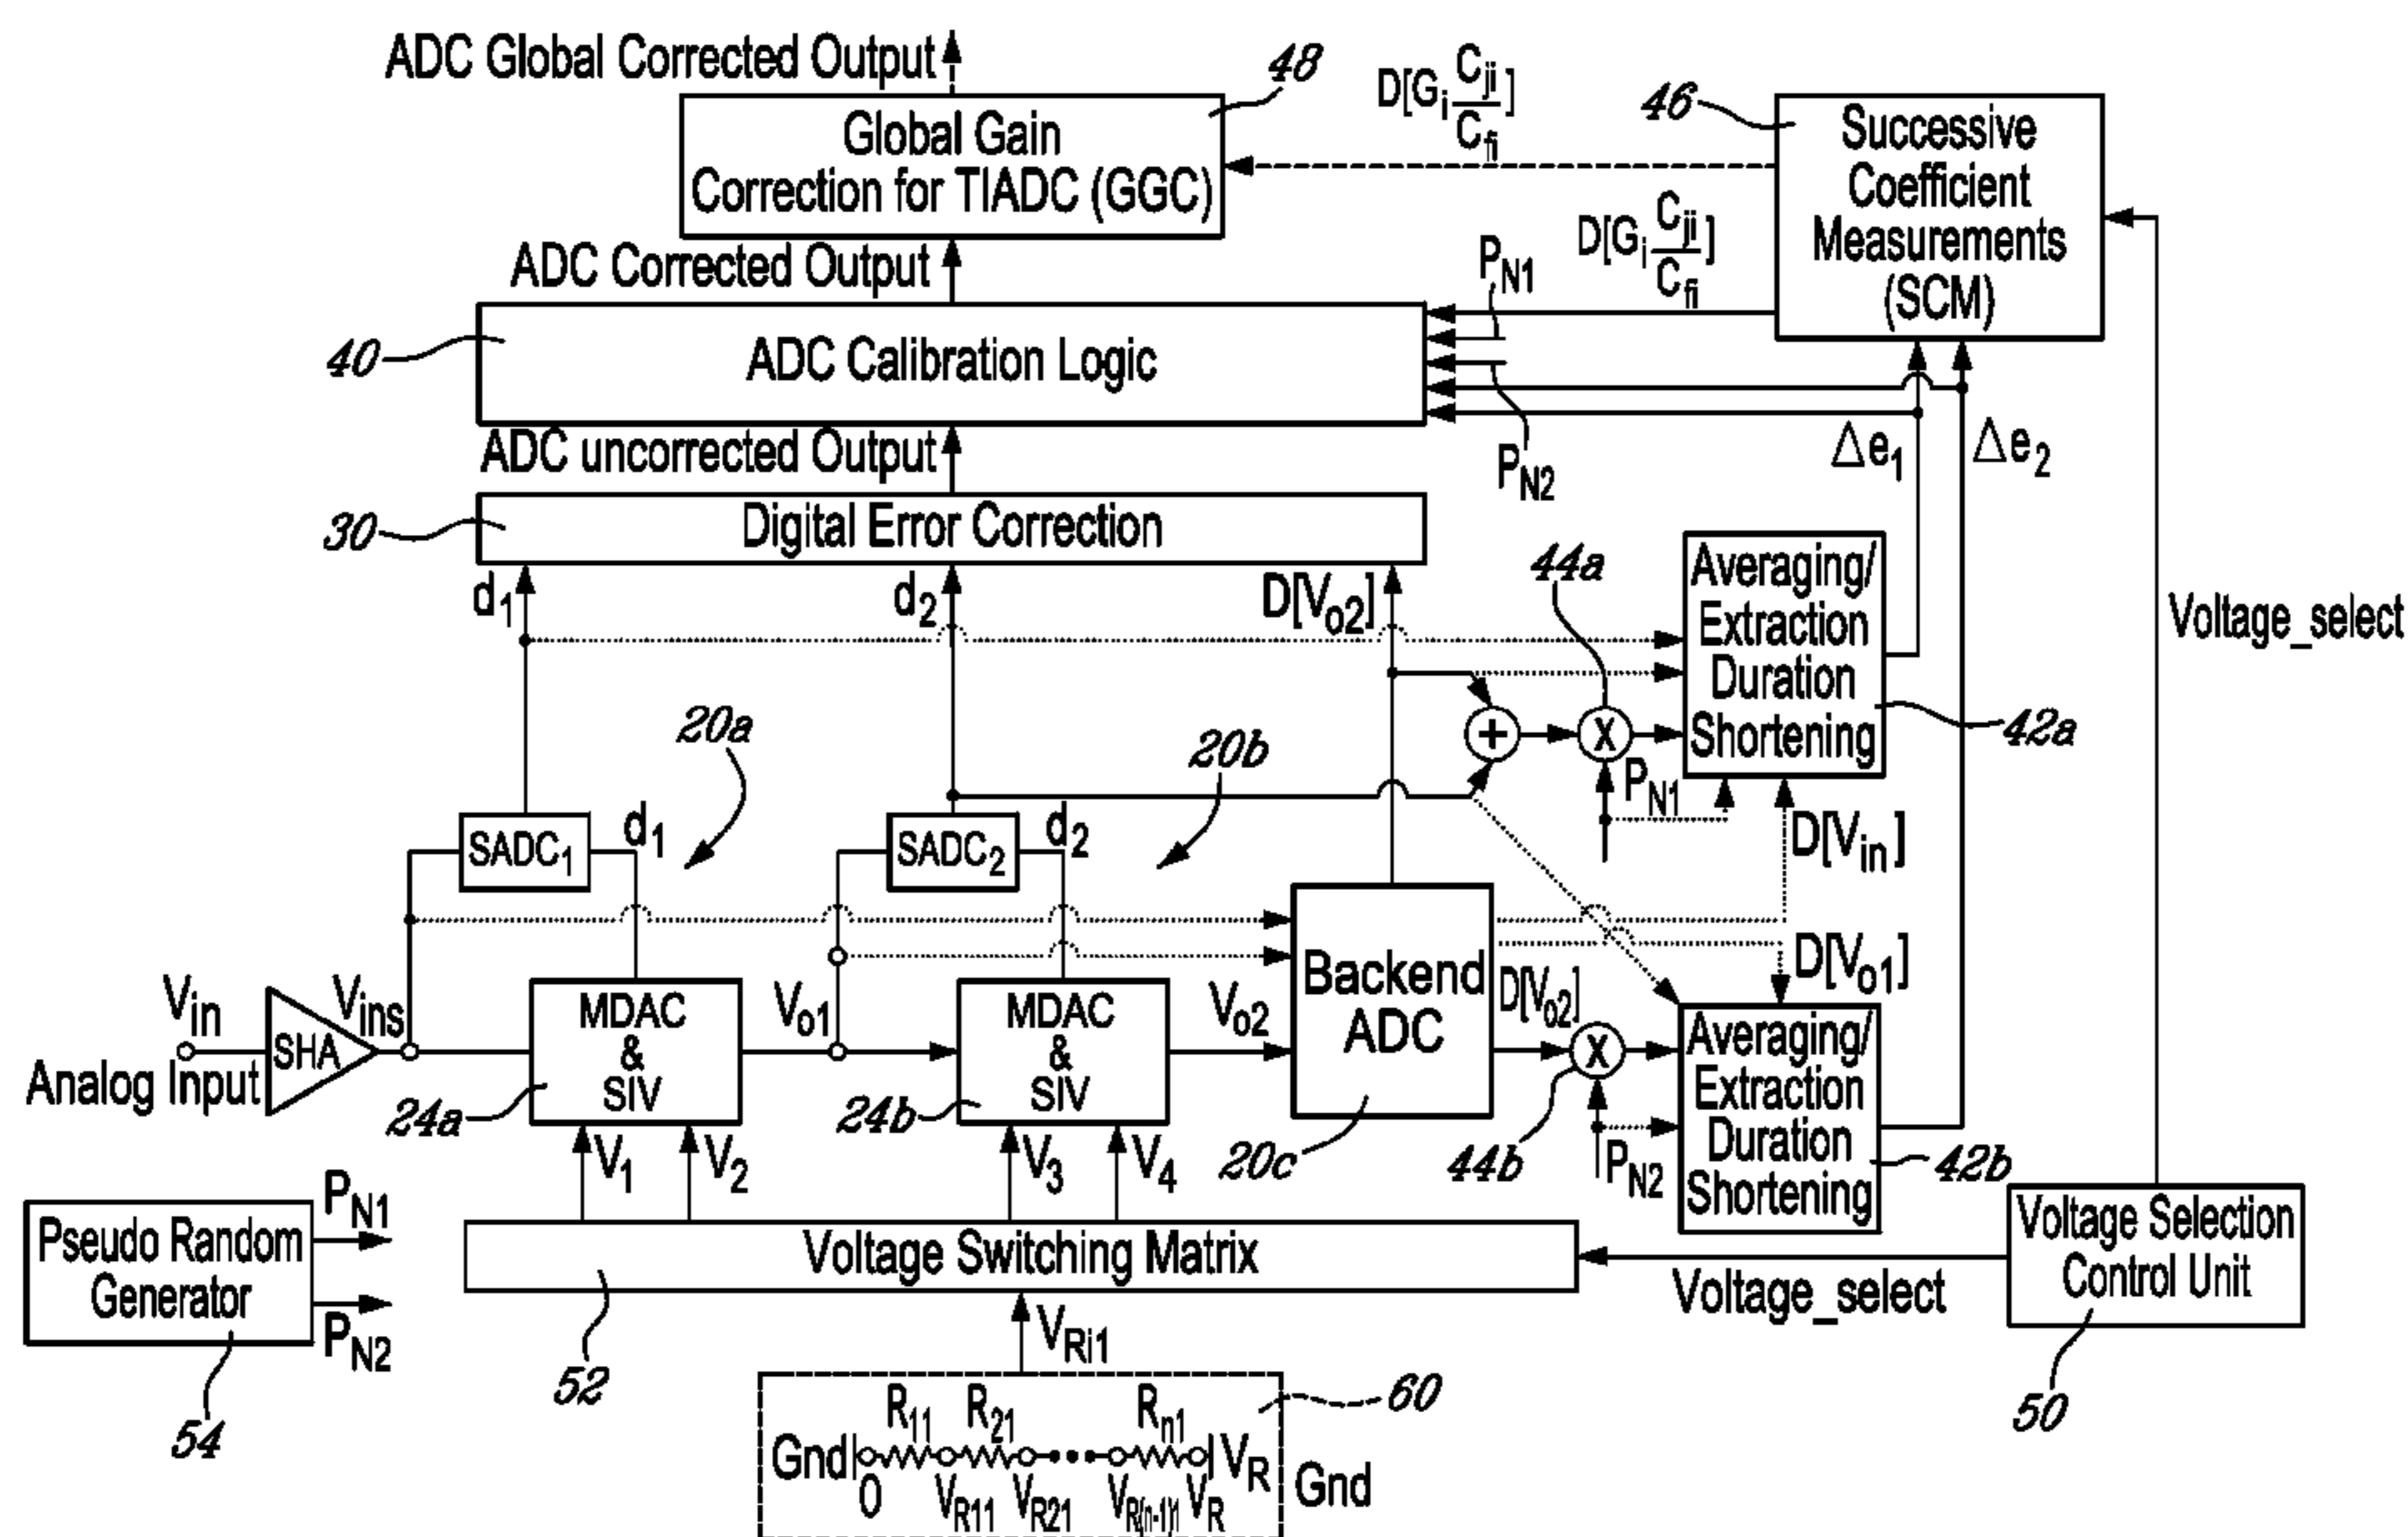 ADC Global Corrected Output
48
D[G_i C_ji/C_fi]
46
Successive
Coefficient
Measurements
(SCM)
Global Gain
Correction for TIADC (GGC)
D[G_i C_ji/C_fi]
P_N1
ADC Corrected Output
40
ADC Calibration Logic
ADC uncorrected Output
P_N2
Δe_1
Δe_2
30
Digital Error Correction
d_1
d_2
D[V_o2]
44a
Averaging/
Extraction
Duration
Shortening
42a
Voltage_select
20a
20b
+
X
P_N1
D[V_in]
SADC_1
d_1
SADC_2
d_2
V_in
Analog Input
SHA
V_ins
MDAC
&
SIV
24a
V_o1
MDAC
&
SIV
24b
V_o2
Backend
ADC
20c
D[V_o2]
X
44b
P_N2
D[V_o1]
Averaging/
Extraction
Duration
Shortening
42b
V_1
V_2
V_3
V_4
Pseudo Random
Generator
P_N1
P_N2
54
Voltage Switching Matrix
52
Voltage_select
Voltage Selection
Control Unit
50
V_Ri1
60
R_11
R_21
R_n1
Gnd
V_R
Gnd
0
V_R11
V_R21
V_R(n-1)1
V_R